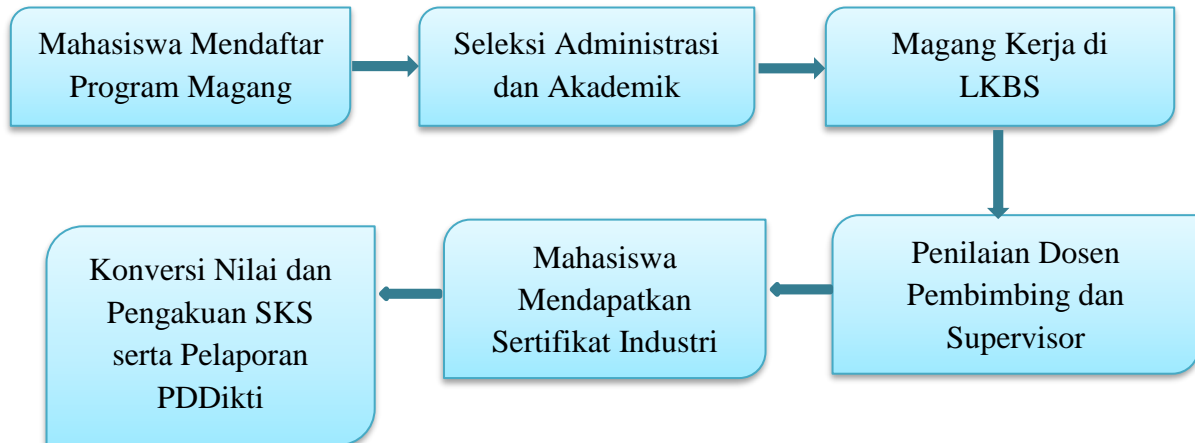 Mahasiswa Mendaftar
Program Magang
Seleksi Administrasi
dan Akademik
Magang Kerja di
LKBS
Penilaian Dosen
Pembimbing dan
Supervisor
Mahasiswa
Mendapatkan
Sertifikat Industri
Konversi Nilai dan
Pengakuan SKS
serta Pelaporan
PDDikti